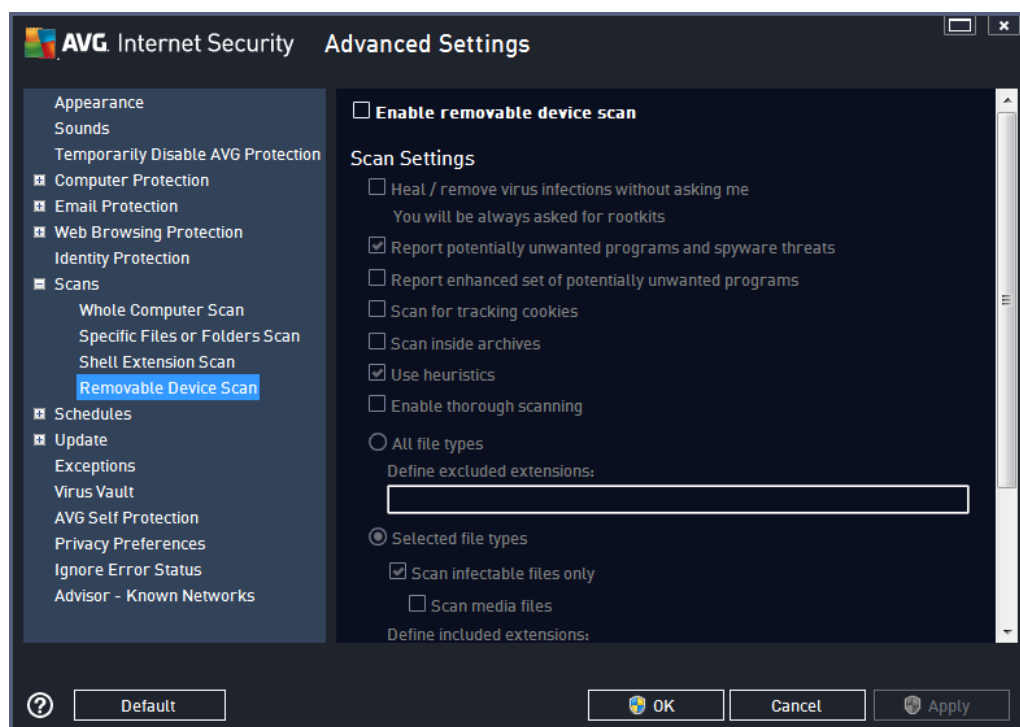 AVG. Internet Security Advanced Settings
Appearance
Sounds
Temporarily Disable AVG Protection
Computer Protection
Email Protection
Web Browsing Protection
Identity Protection
Scans
Whole Computer Scan
Specific Files or Folders Scan
Shell Extension Scan
Removable Device Scan
Schedules
Update
Exceptions
Virus Vault
AVG Self Protection
Privacy Preferences
Ignore Error Status
Advisor - Known Networks
Enable removable device scan
Scan Settings
Heal / remove virus infections without asking me
You will be always asked for rootkits
Report potentially unwanted programs and spyware threats
Report enhanced set of potentially unwanted programs
Scan for tracking cookies
Scan inside archives
Use heuristics
Enable thorough scanning
All file types
Define excluded extensions:
Selected file types
Scan infectable files only
Scan media files
Define included extensions:
? Default OK Cancel Apply